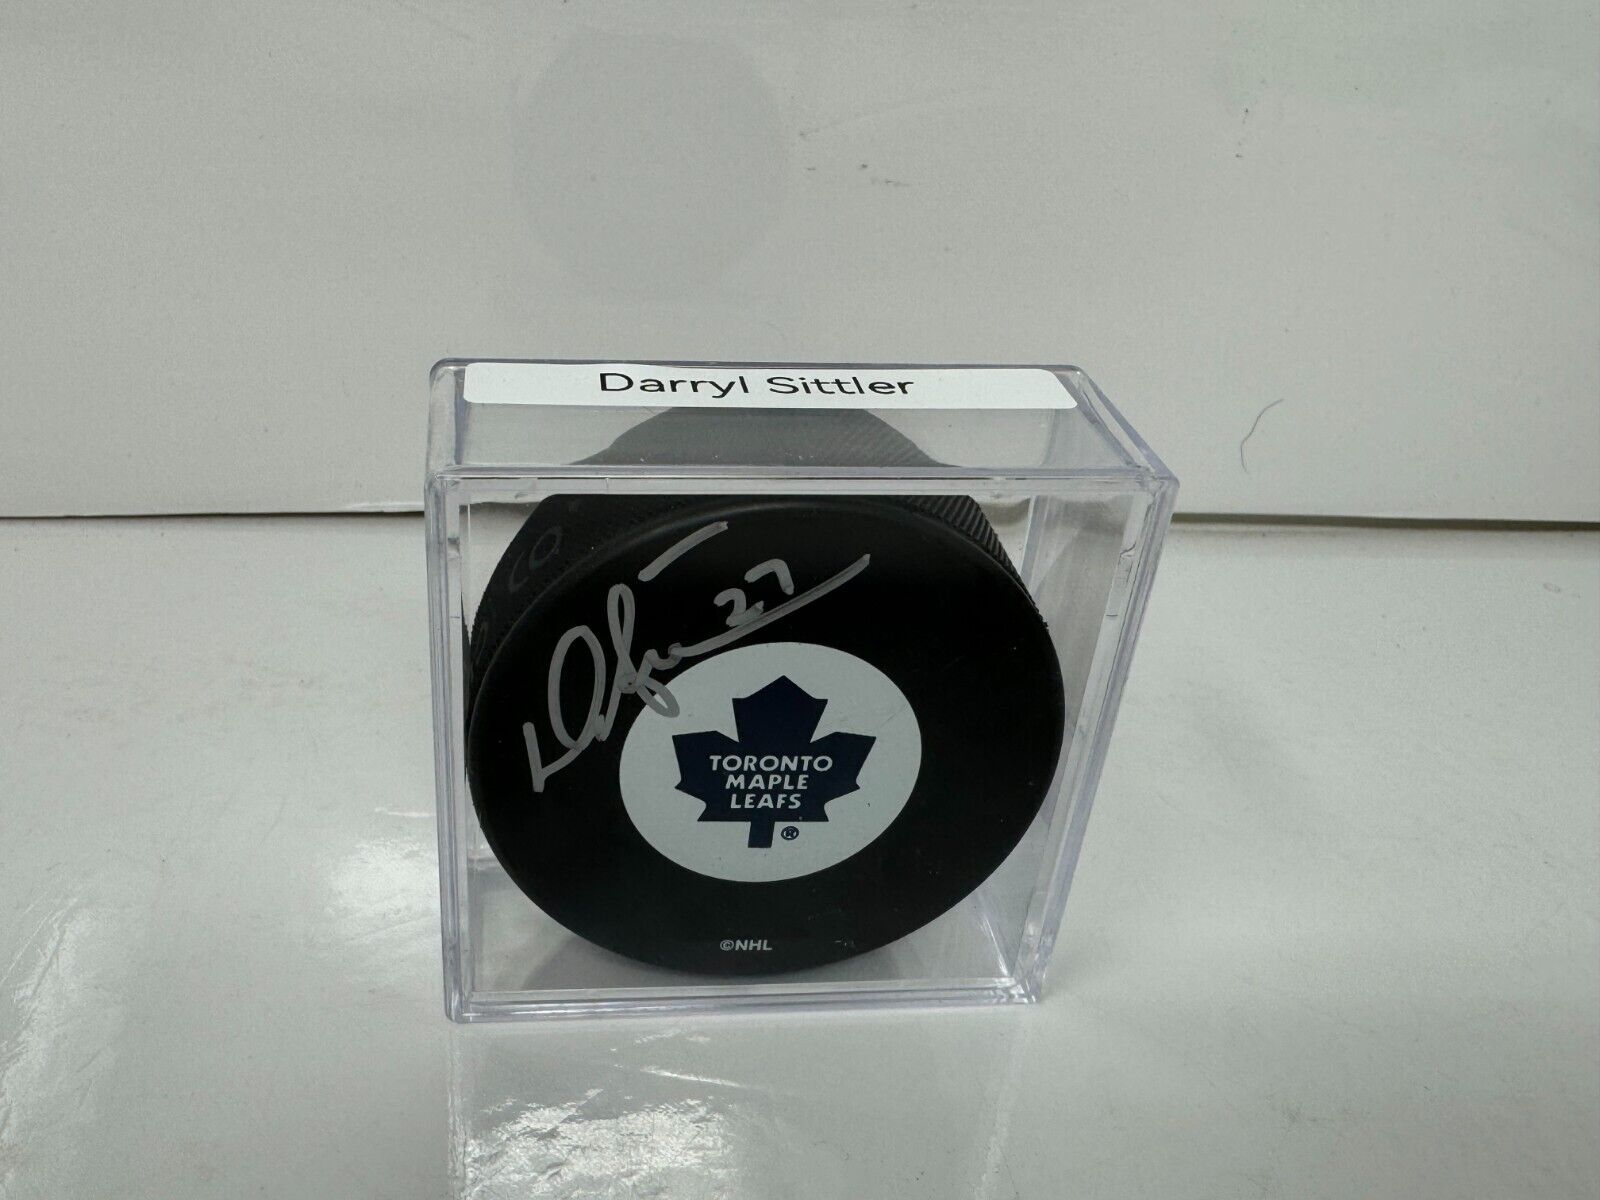 Darryl Sittler
27
TORONTO
MAPLE
LEAFS
®
©NHL